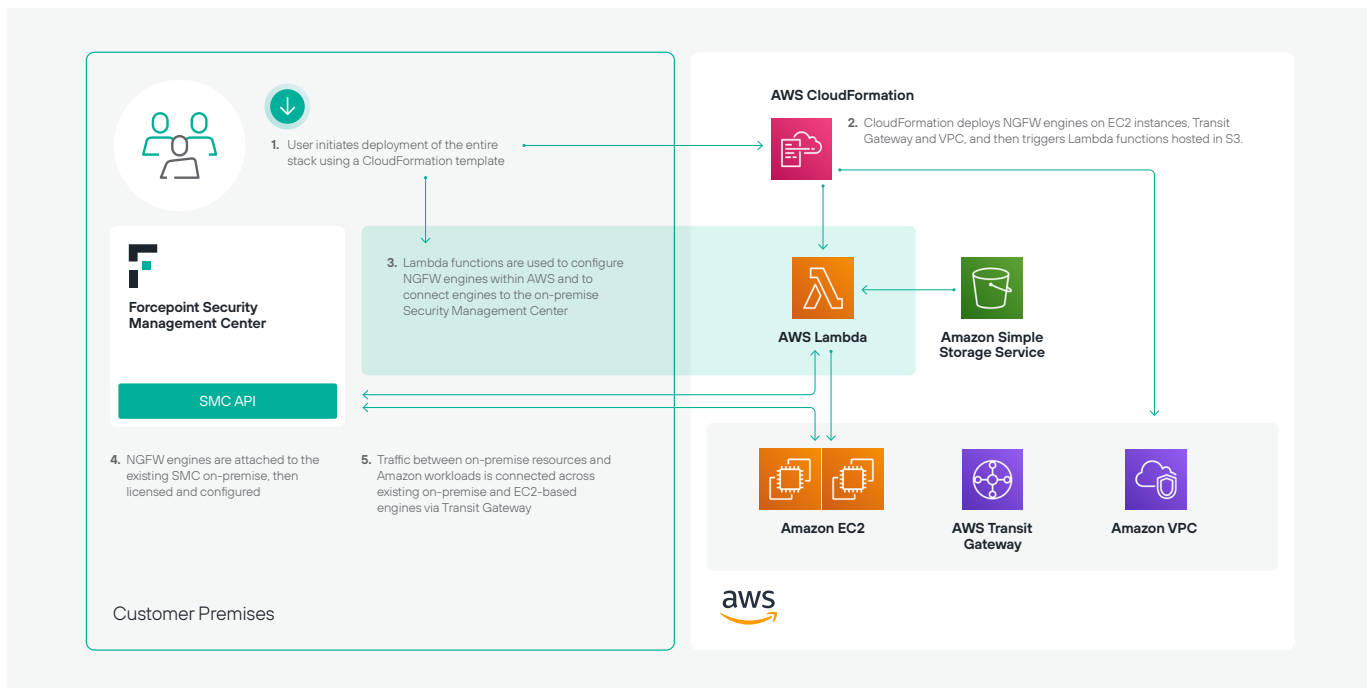 1. User initiates deployment of the entire
stack using a CloudFormation template
AWS CloudFormation
2. CloudFormation deploys NGFW engines on EC2 instances, Transit
Gateway and VPC, and then triggers Lambda functions hosted in S3.
Forcepoint Security
Management Center
SMC API
3. Lambda functions are used to configure
NGFW engines within AWS and to
connect engines to the on-premise
Security Management Center
AWS Lambda
Amazon Simple
Storage Service
4. NGFW engines are attached to the
existing SMC on-premise, then
licensed and configured
5. Traffic between on-premise resources and
Amazon workloads is connected across
existing on-premise and EC2-based
engines via Transit Gateway
Amazon EC2
AWS Transit
Gateway
Amazon VPC
Customer Premises
aws